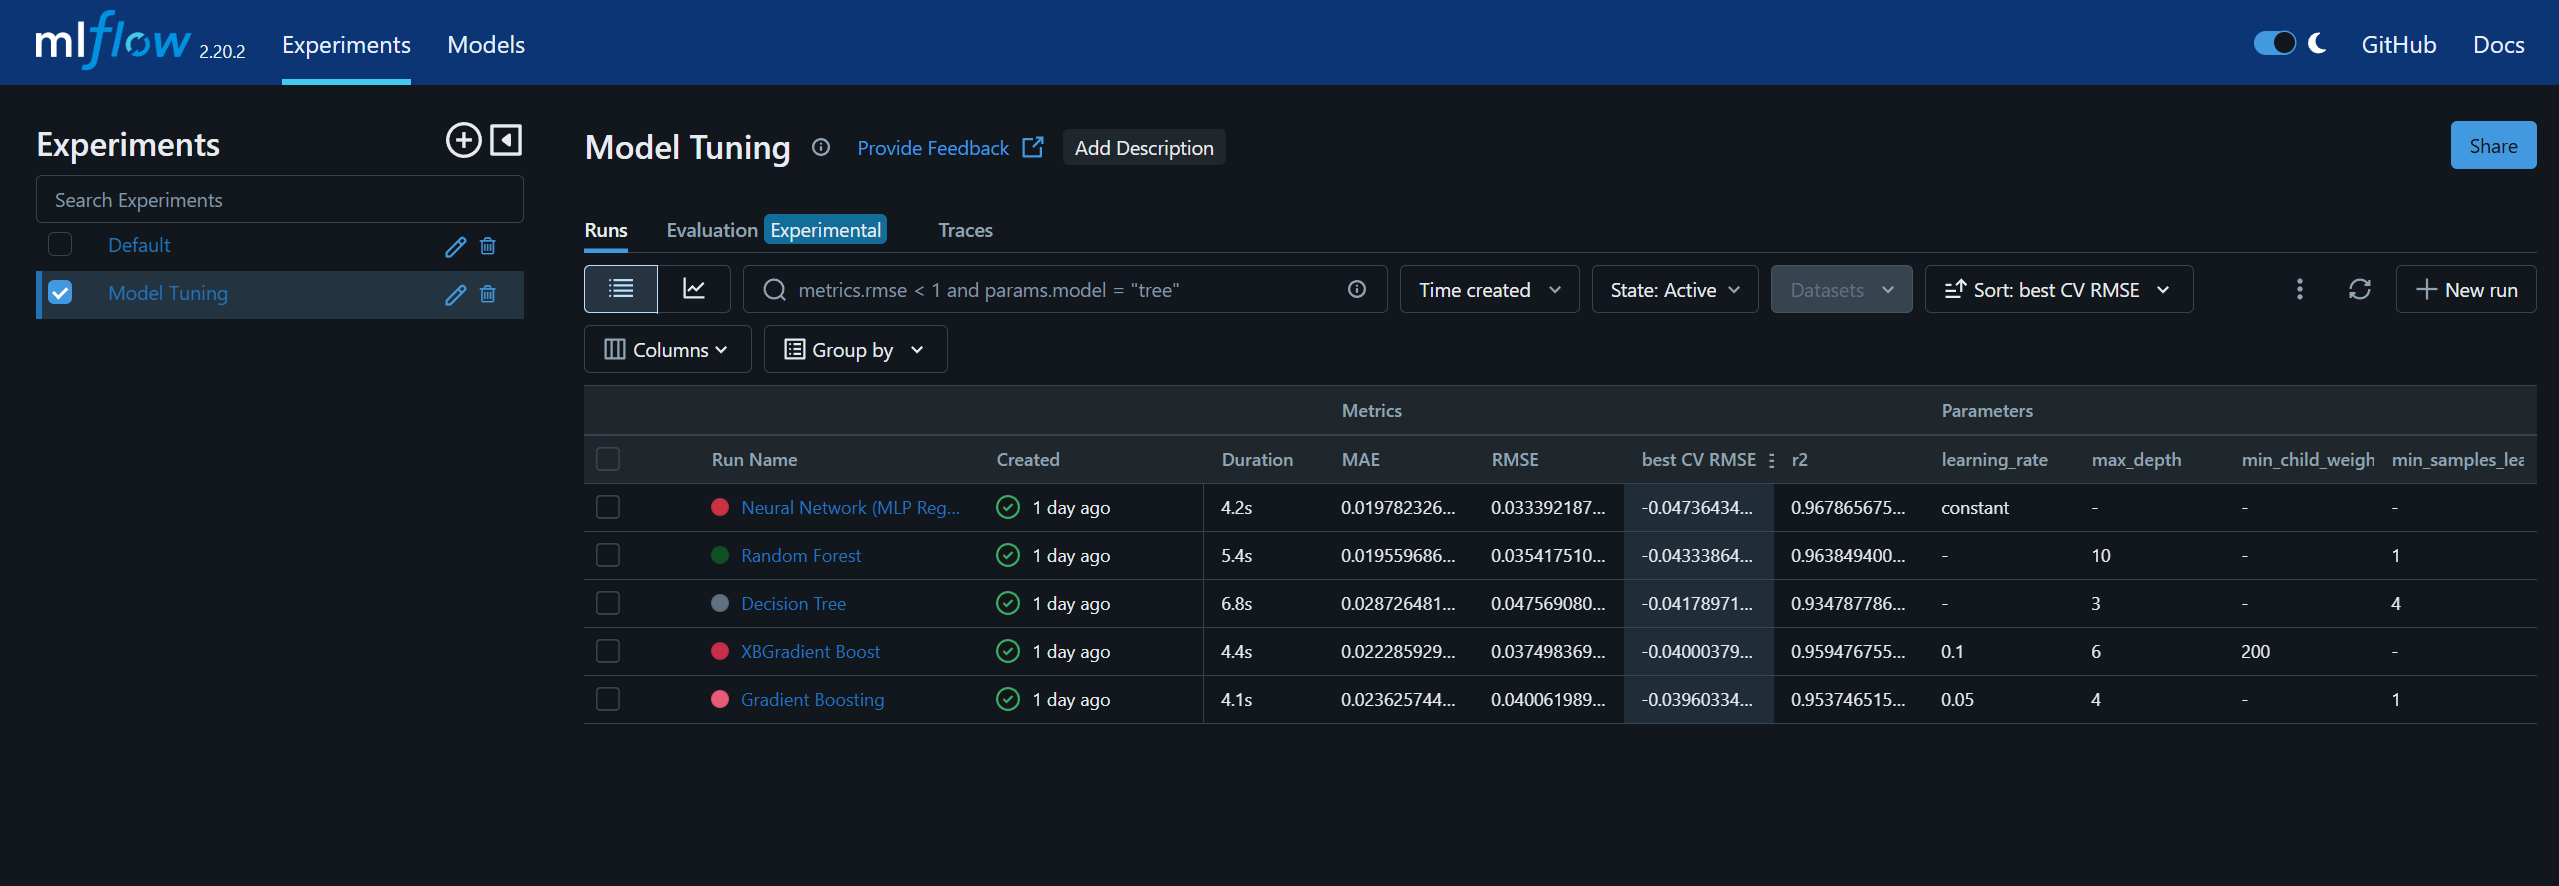 mlflow 2.20.2 Experiments Models GitHub Docs
Experiments
Search Experiments
Default
Model Tuning
Model Tuning Provide Feedback Add Description Share
Runs Evaluation Experimental Traces
metrics.rmse < 1 and params.model = "tree" Time created State: Active Datasets Sort: best CV RMSE New run
Columns Group by
Metrics Parameters
Run Name Created Duration MAE RMSE best CV RMSE r2 learning_rate max_depth min_child_weigh min_samples_lea
Neural Network (MLP Reg... 1 day ago 4.2s 0.019782326... 0.033392187... -0.04736434... 0.967865675... constant - - -
Random Forest 1 day ago 5.4s 0.019559686... 0.035417510... -0.04333864... 0.963849400... - 10 - 1
Decision Tree 1 day ago 6.8s 0.028726481... 0.047569080... -0.04178971... 0.934787786... - 3 - 4
XBGradient Boost 1 day ago 4.4s 0.022285929... 0.037498369... -0.04000379... 0.959476755... 0.1 6 200 -
Gradient Boosting 1 day ago 4.1s 0.023625744... 0.040061989... -0.03960334... 0.953746515... 0.05 4 - 1